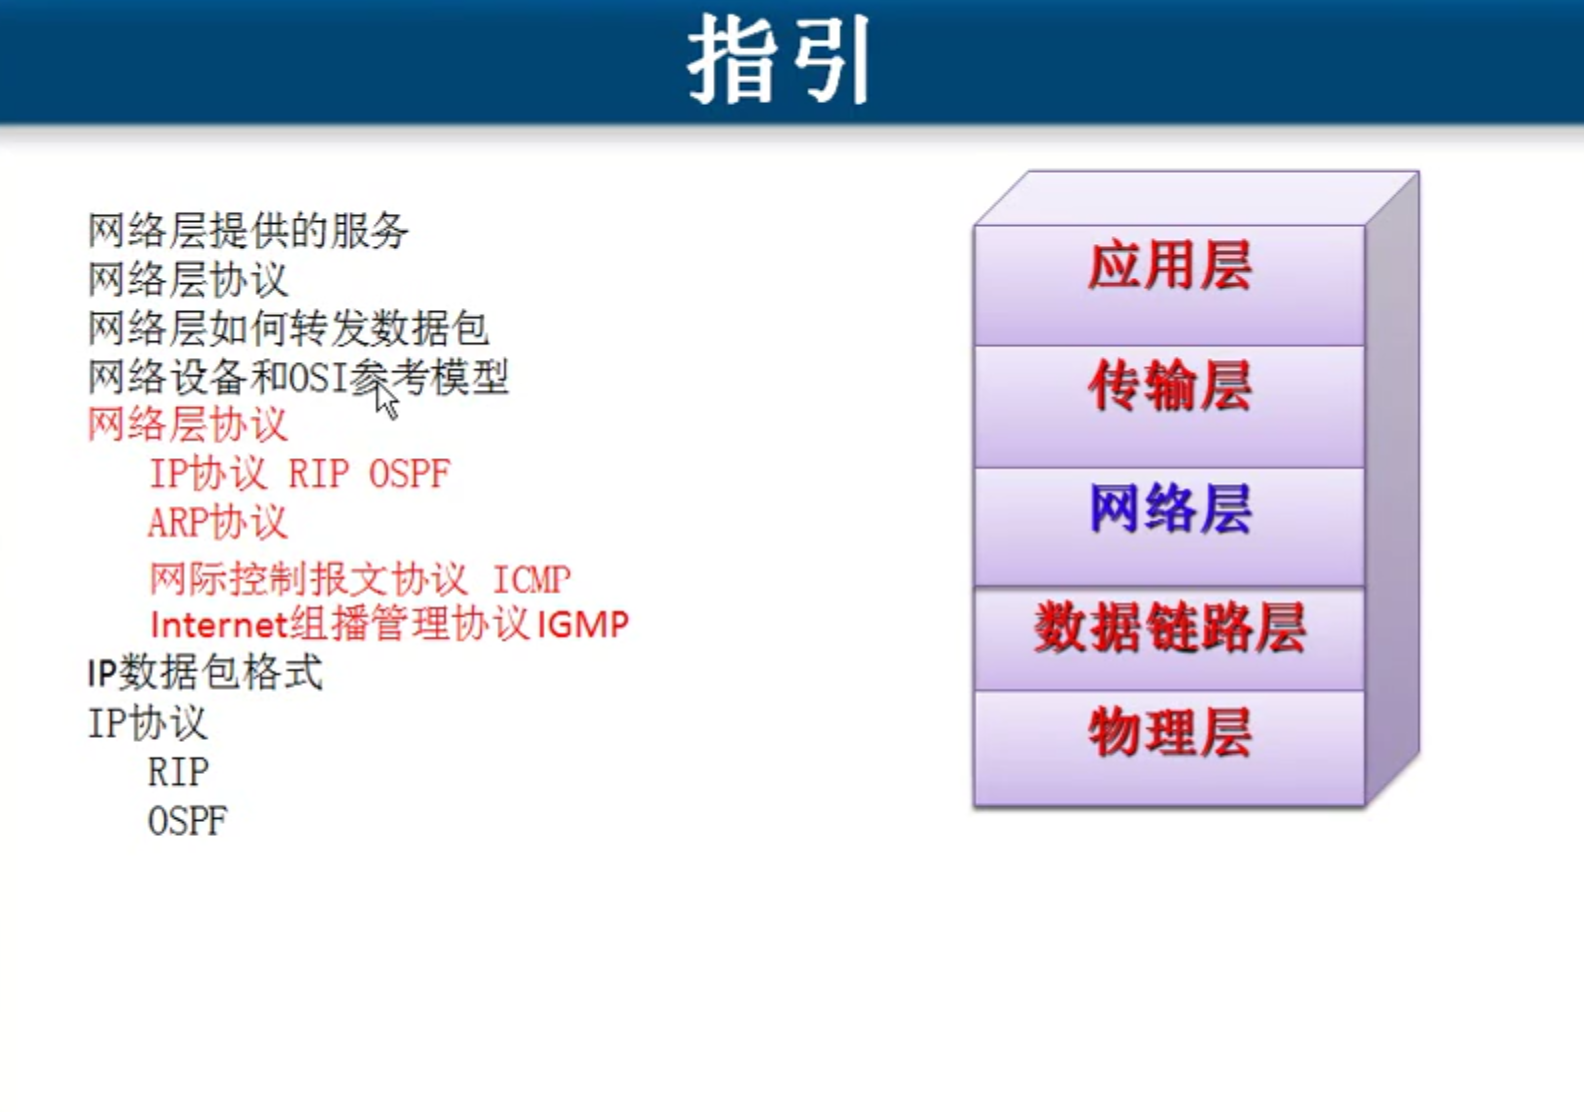 指引
网络层提供的服务
网络层协议
网络层如何转发数据包
网络设备和OSI参考模型
网络层协议
IP协议 RIP OSPF
ARP协议
网际控制报文协议 ICMP
Internet组播管理协议 IGMP
IP数据包格式
IP协议
RIP
OSPF
应用层
传输层
网络层
数据链路层
物理层